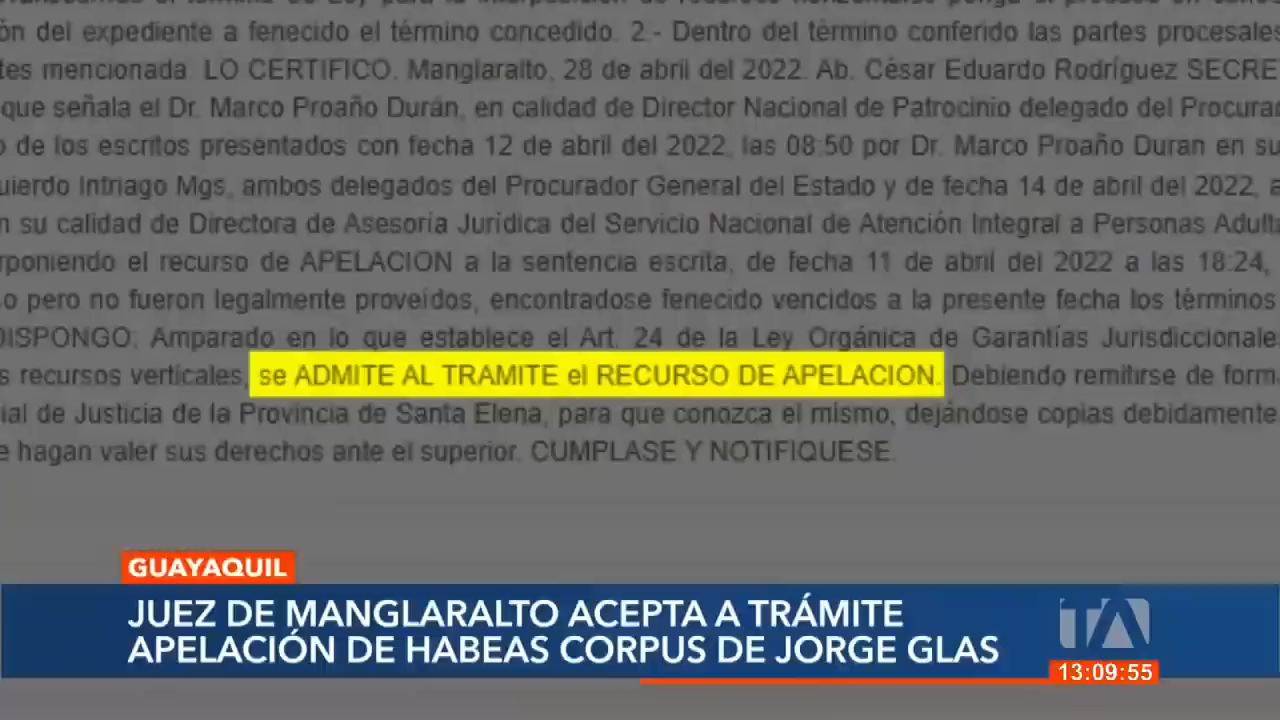 ón del expediente a fenecido el término concedido. 2.- Dentro del término conferido las partes procesales
tes mencionada. LO CERTIFICO. Manglaralto, 28 de abril del 2022. Ab. César Eduardo Rodríguez SECRE
que señala el Dr. Marco Proaño Durán, en calidad de Director Nacional de Patrocinio delegado del Procura
o de los escritos presentados con fecha 12 de abril del 2022, las 08:50 por Dr. Marco Proaño Duran en su
uierdo Intriago Mgs, ambos delegados del Procurador General del Estado y de fecha 14 de abril del 2022, a
n su calidad de Directora de Asesoría Jurídica del Servicio Nacional de Atención Integral a Personas Adult
rponiendo el recurso de APELACION a la sentencia escrita, de fecha 11 de abril del 2022 a las 18:24,
o pero no fueron legalmente proveídos, encontradose fenecido vencidos a la presente fecha los términos
DISPONGO: Amparado en lo que establece el Art. 24 de la Ley Orgánica de Garantías Jurisdiccionale
s recursos verticales, se ADMITE AL TRAMITE el RECURSO DE APELACION. Debiendo remitirse de form
ial de Justicia de la Provincia de Santa Elena, para que conozca el mismo, dejándose copias debidamente
e hagan valer sus derechos ante el superior. CUMPLASE Y NOTIFIQUESE.
GUAYAQUIL
JUEZ DE MANGLARALTO ACEPTA A TRÁMITE
APELACIÓN DE HABEAS CORPUS DE JORGE GLAS
TA
13:09:55